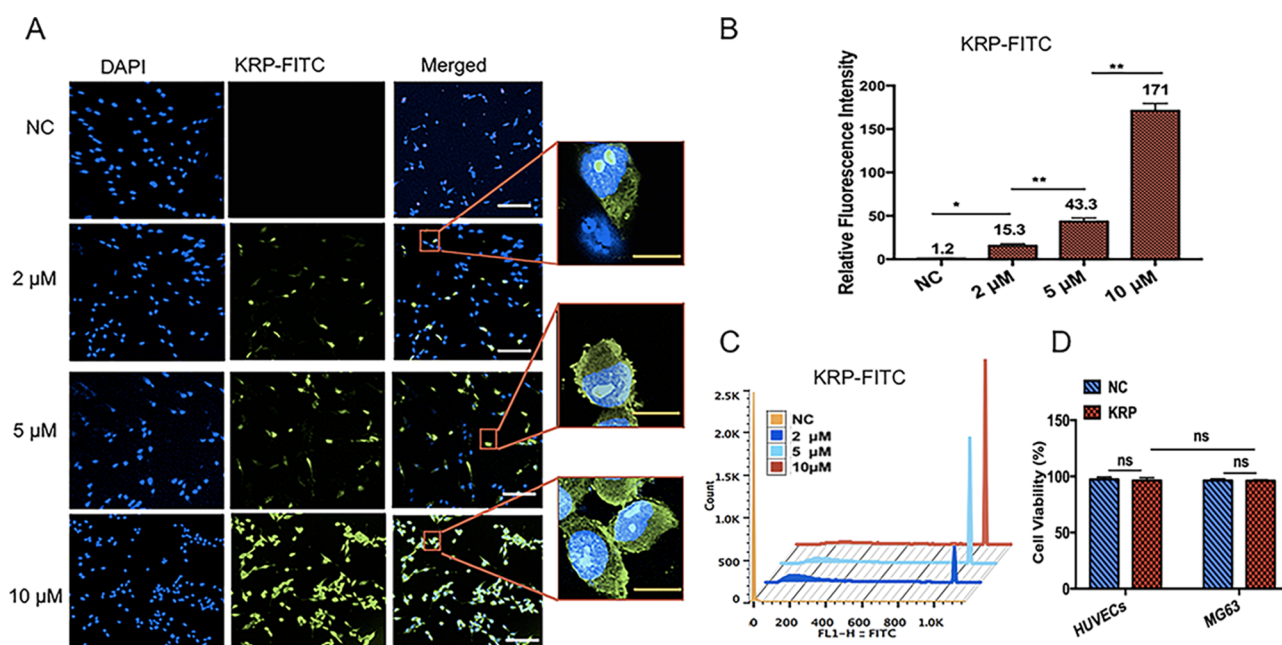 A
DAPI KRP-FITC Merged
NC
2 µM
5 µM
10 µM
B
KRP-FITC
Relative Fluorescence Intensity
200
150
100
50
0
1.2
15.3
43.3
171
*
**
**
NC 2 µM 5 µM 10 µM
C
KRP-FITC
2.5K
2.0K
1.5K
1.0K
500
0
Count
NC
2 µM
5 µM
10µM
0 200 400 600 800 1.0K
FL1-H :: FITC
D
NC
KRP
Cell Viability (%)
150
100
50
0
ns
ns
ns
HUVECs MG63